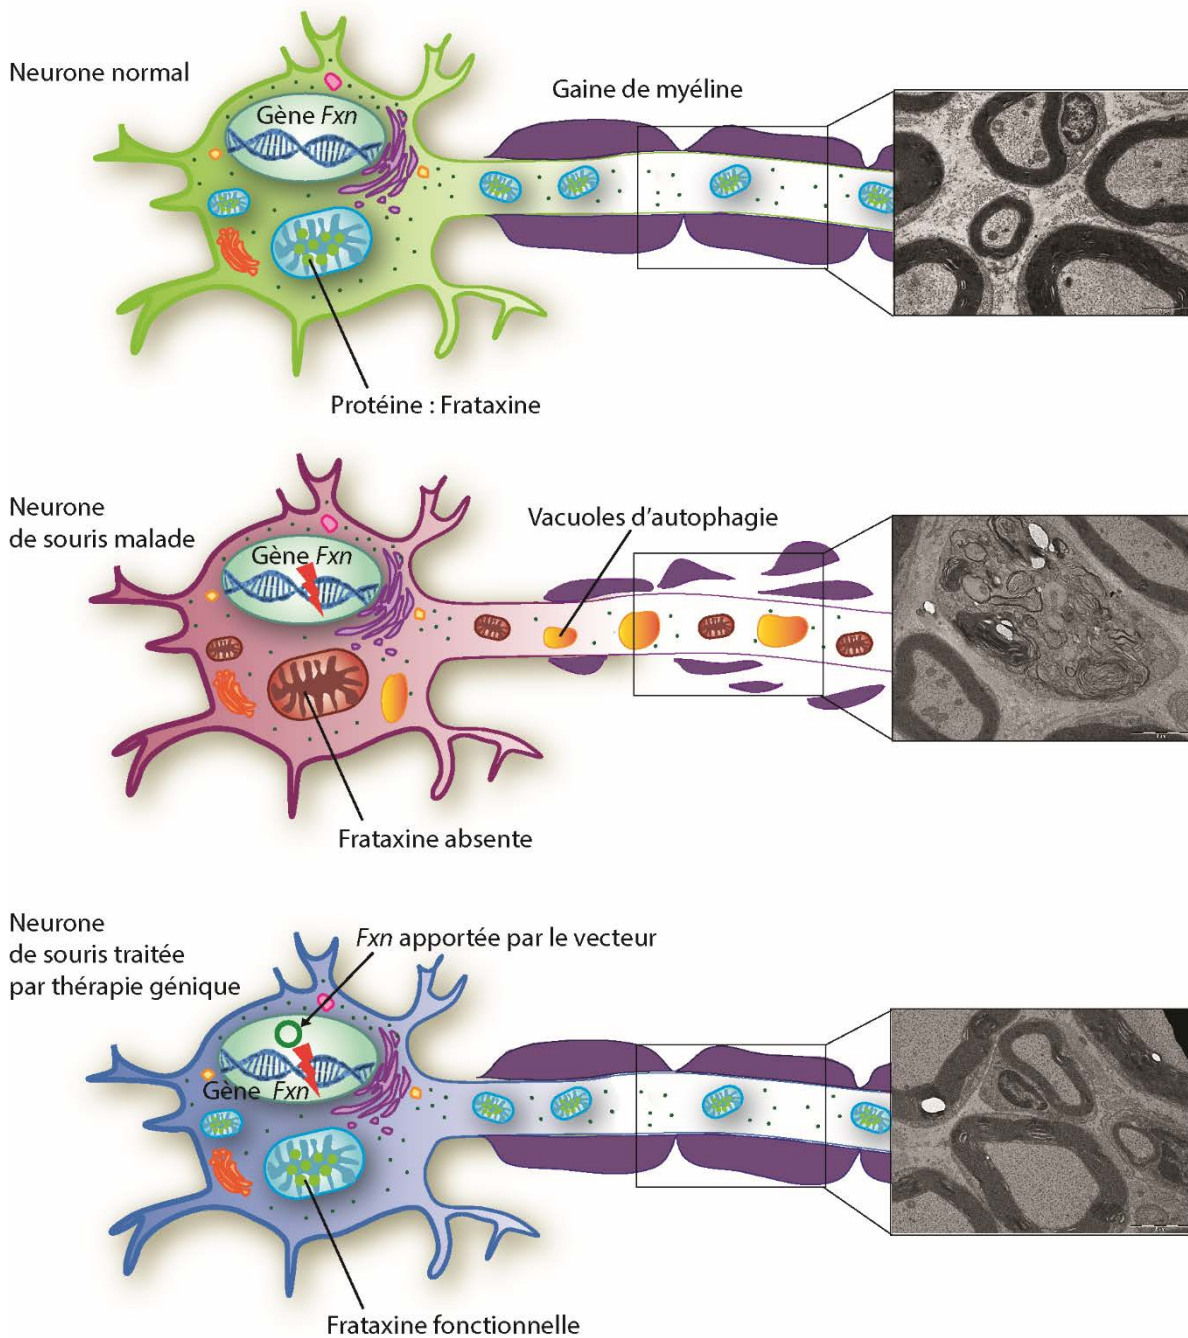 Neurone normal
Gène Fxn
Gaine de myéline
Protéine : Frataxine
Neurone
de souris malade
Gène Fxn
Vacuoles d'autophagie
Frataxine absente
Neurone
de souris traitée
par thérapie génique
Fxn apportée par le vecteur
Gène Fxn
Frataxine fonctionnelle